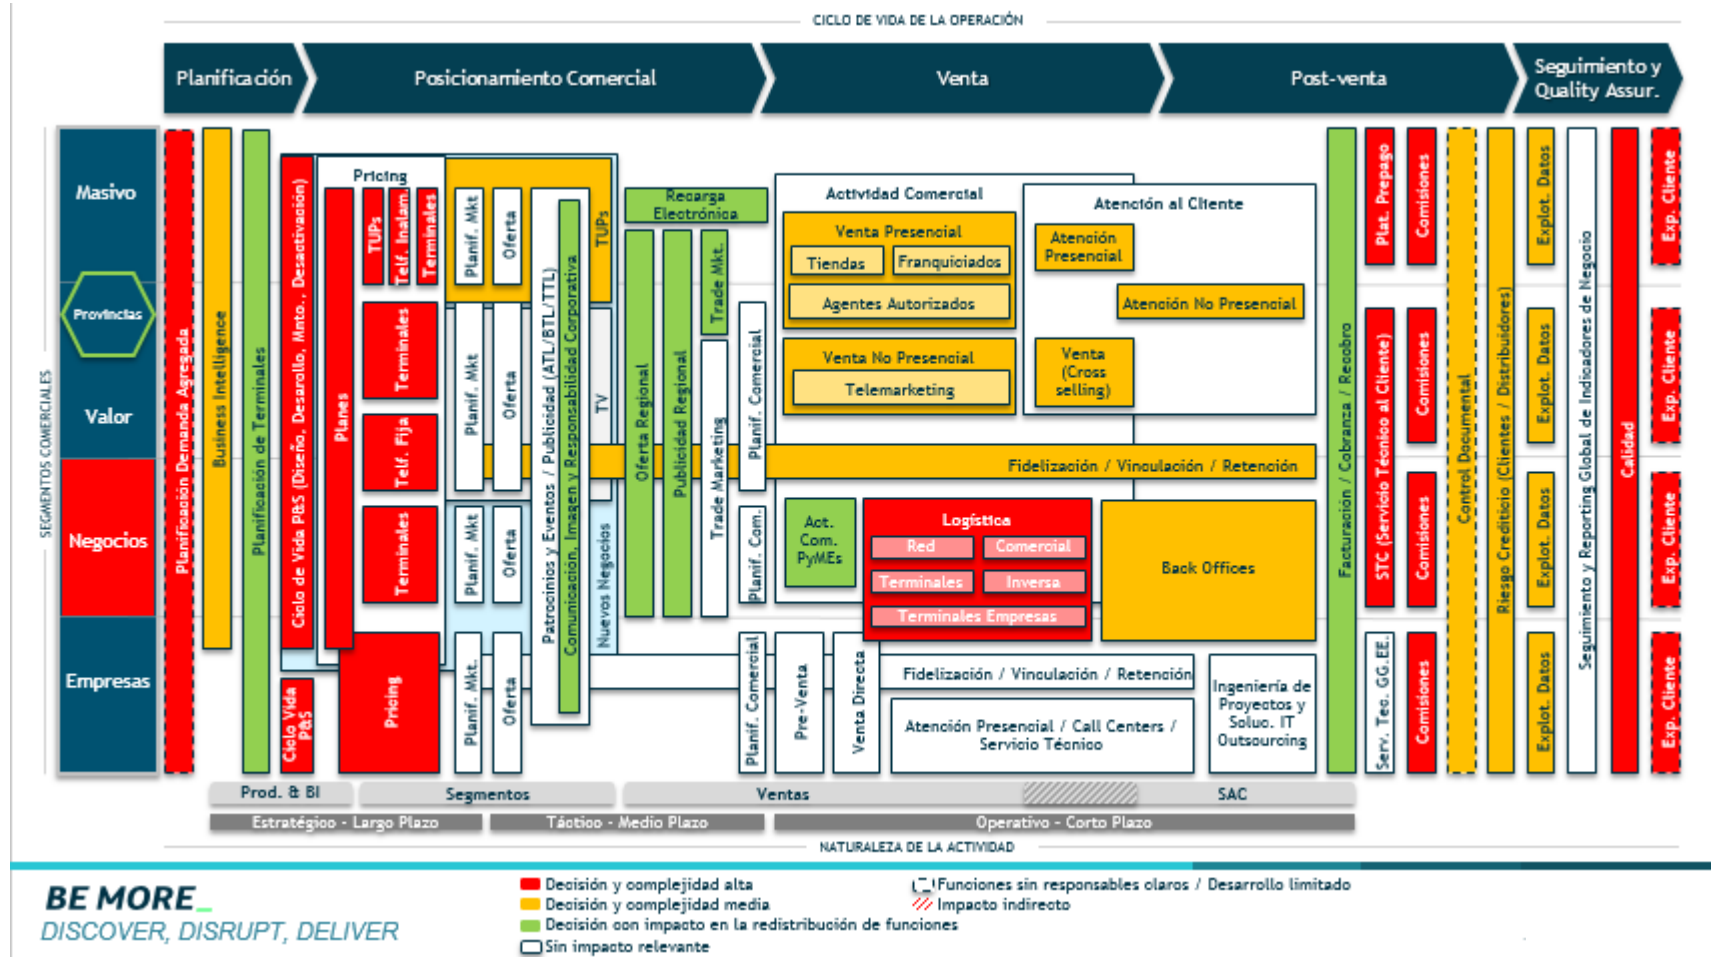 CICLO DE VIDA DE LA OPERACIÓN
Planificación
Posicionamiento Comercial
Venta
Post-venta
Seguimiento y
Quality Assur.
SEGMENTOS COMERCIALES
Masivo
Provincias
Valor
Negocios
Empresas
Planificación Demanda Agregada
Business Intelligence
Planificación de Terminales
Ciclo de Vida P&S (Diseño, Desarollo, Mnto., Desactivación)
Ciclo Vida
P&S
Pricing
Planes
TUPs
Telf. Inalam.
Terminales
Terminales
Telf. Fija
Terminales
Pricing
Planif. Mkt
Oferta
Planif. Mkt
Oferta
Planif. Mkt
Oferta
Planif. Mkt.
Oferta
Patrocinios y Eventos / Publicidad (ATL/BTL/TTL)
Comunicación, Imagen y Responsabilidad Corporativa
TUPs
TV
Nuevos Negocios
Recarga
Electrónica
Oferta Regional
Publicidad Regional
Trade Mkt.
Trade Marketing
Planif. Comercial
Planif. Com.
Planif. Comercial
Actividad Comercial
Venta Presencial
Tiendas
Franquiciados
Agentes Autorizados
Venta No Presencial
Telemarketing
Atención al Cliente
Atención
Presencial
Atención No Presencial
Venta
(Cross
selling)
Fidelización / Vinculación / Retención
Act.
Com.
PyMEs
Logística
Red
Comercial
Terminales
Inversa
Terminales Empresas
Back Offices
Pre-Venta
Venta Directa
Fidelización / Vinculación / Retención
Atención Presencial / Call Centers /
Servicio Técnico
Ingeniería de
Proyectos y
Soluc. IT
Outsourcing
Facturación / Cobranza / Recobro
Plat. Prepago
STC (Servicio Técnico al Cliente)
Serv. Tec. GG.EE.
Comisiones
Comisiones
Comisiones
Comisiones
Control Documental
Riesgo Crediticio (Clientes / Distribuidores)
Explot. Datos
Explot. Datos
Explot. Datos
Explot. Datos
Seguimiento y Reporting Global de Indicadores de Negocio
Calidad
Exp. Cliente
Exp. Cliente
Exp. Cliente
Exp. Cliente
Prod. & BI
Segmentos
Ventas
SAC
Estratégico - Largo Plazo
Táctico - Medio Plazo
Operativo - Corto Plazo
NATURALEZA DE LA ACTIVIDAD
BE MORE_
DISCOVER, DISRUPT, DELIVER
Decisión y complejidad alta
Decisión y complejidad media
Decisión con impacto en la redistribución de funciones
Sin impacto relevante
Funciones sin responsables claros / Desarrollo limitado
Impacto indirecto